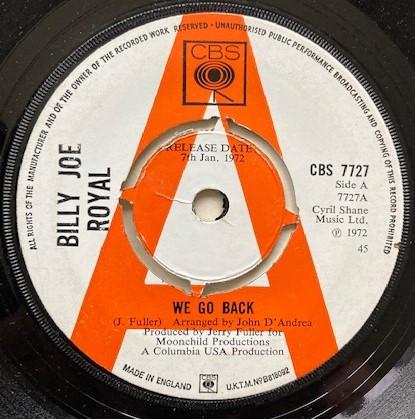 ALL RIGHTS OF THE MANUFACTURER AND OF THE OWNER OF THE RECORDED WORK RESERVED - UNAUTHORISED PUBLIC PERFORMANCE BROADCASTING AND COPYING OF THIS RECORD PROHIBITED
CBS
RELEASE DATE
7th Jan. 1972
BILLY JOE
ROYAL
CBS 7727
Side A
7727A
Cyril Shane
Music Ltd.
Ⓟ 1972
45
A
WE GO BACK
(J. Fuller) Arranged by John D'Andrea
Produced by Jerry Fuller for
Moonchild Productions
A Columbia USA Production
MADE IN ENGLAND
CBS
U.K.T.M. Nº B818092